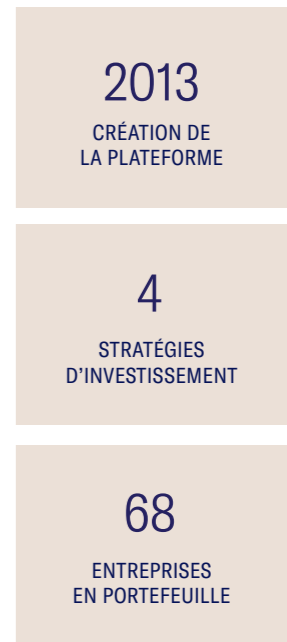 2013
CRÉATION DE
LA PLATEFORME
4
STRATÉGIES
D’INVESTISSEMENT
68
ENTREPRISES
EN PORTEFEUILLE